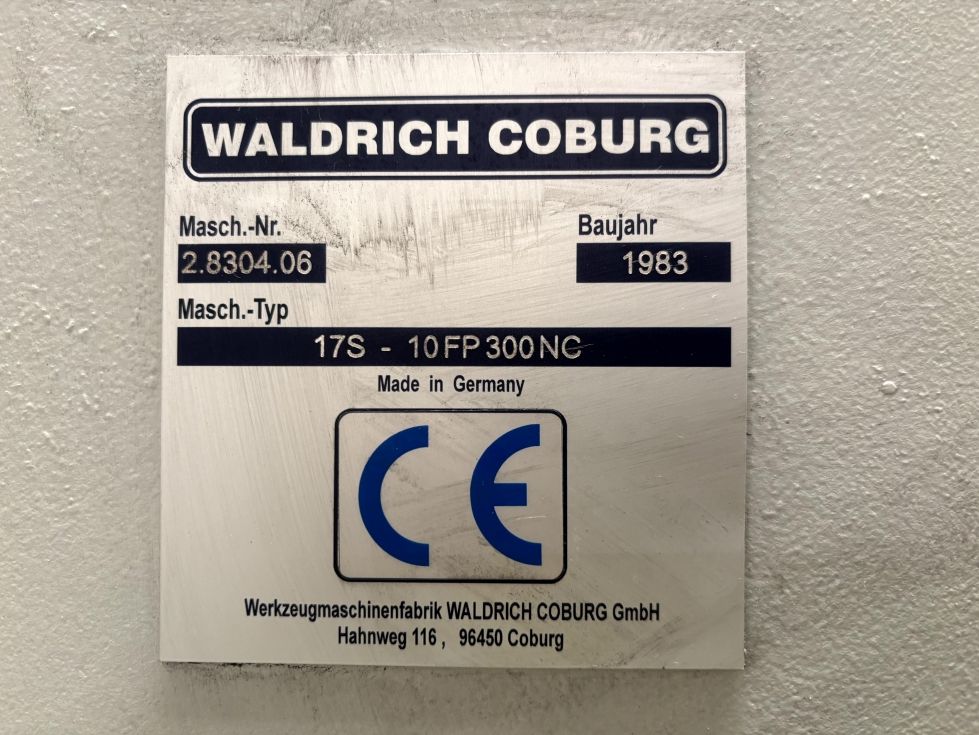 WALDRICH COBURG
Masch.-Nr. Baujahr
2.8304.06 1983
Masch.-Typ
17S - 10FP300NC
Made in Germany
CE
Werkzeugmaschinenfabrik WALDRICH COBURG GmbH
Hahnweg 116, 96450 Coburg